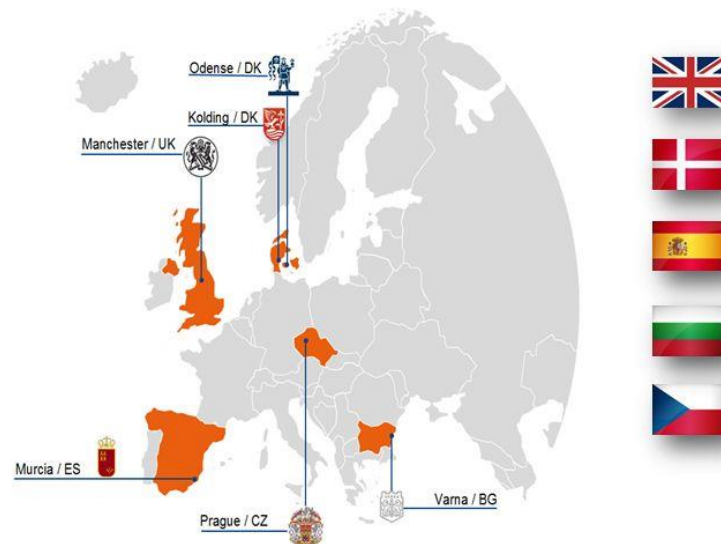 Odense / DK
Kolding / DK
Manchester / UK
Murcia / ES
Varna / BG
Prague / CZ